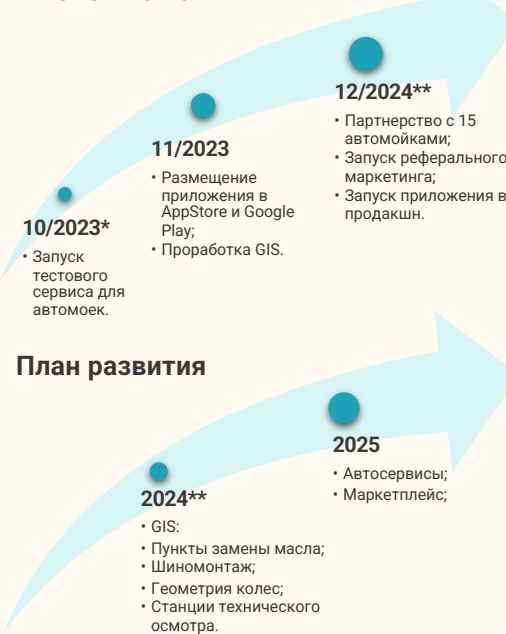 10/2023*
• Запуск
тестового
сервиса для
автомоек.
11/2023
• Размещение
приложения в
AppStore и Google
Play;
• Проработка GIS.
12/2024**
• Партнерство с 15
автомойками;
• Запуск реферального
маркетинга;
• Запуск приложения в
продакшн.
План развития
2024**
• GIS:
• Пункты замены масла;
• Шиномонтаж;
• Геометрия колес;
• Станции технического
осмотра.
2025
• Автосервисы;
• Маркетплейс;